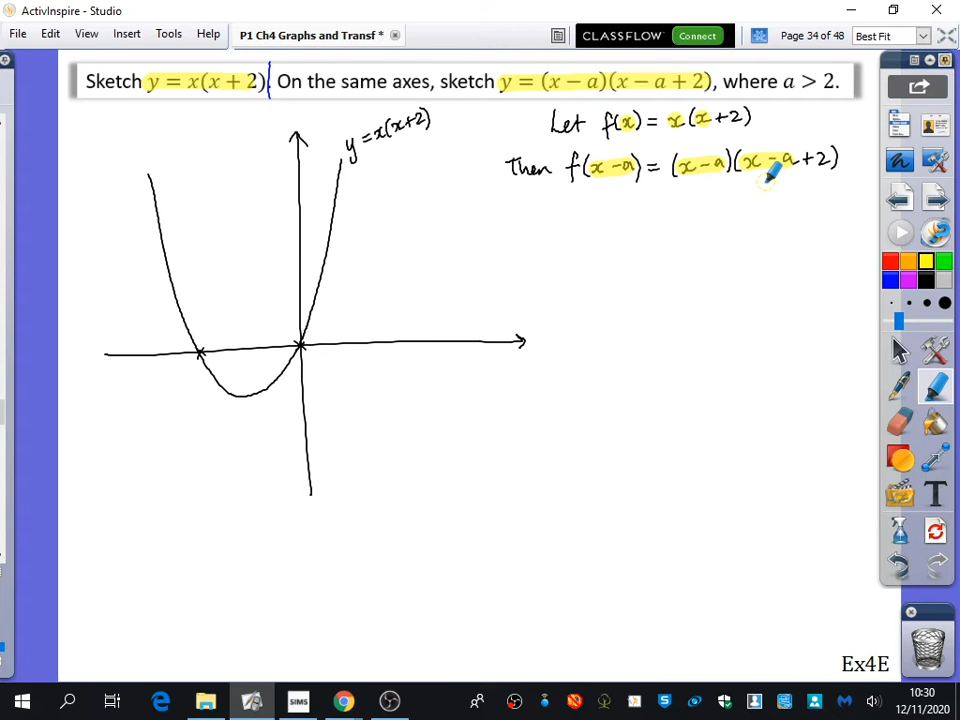 ActivInspire - Studio
File Edit View Insert Tools Help
P1 Ch4 Graphs and Transf *
CLASSFLOW Connect
Page 34 of 48
Best Fit
Sketch y = x(x + 2). On the same axes, sketch y = (x − a)(x − a + 2), where a > 2.
y = x(x+2)
Let f(x) = x(x+2)
Then f(x-a) = (x-a)(x-a+2)
Ex4E
SIMS
10:30
12/11/2020